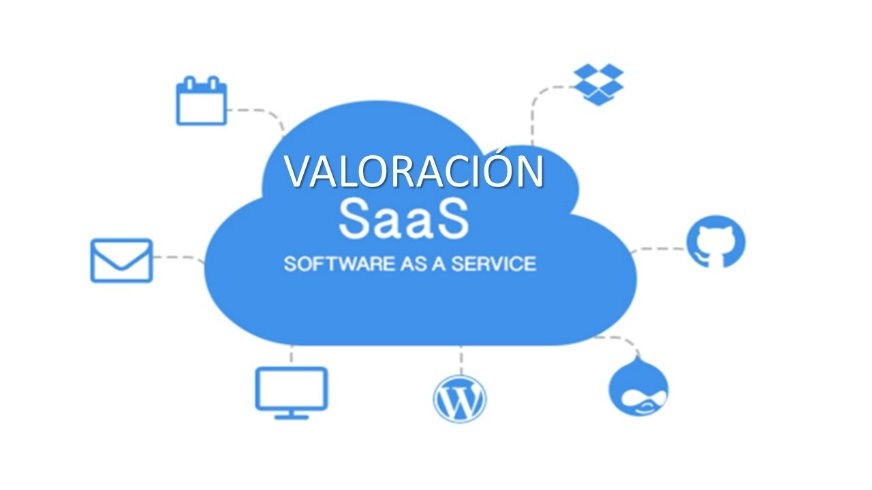 VALORACIÓN
SaaS
SOFTWARE AS A SERVICE